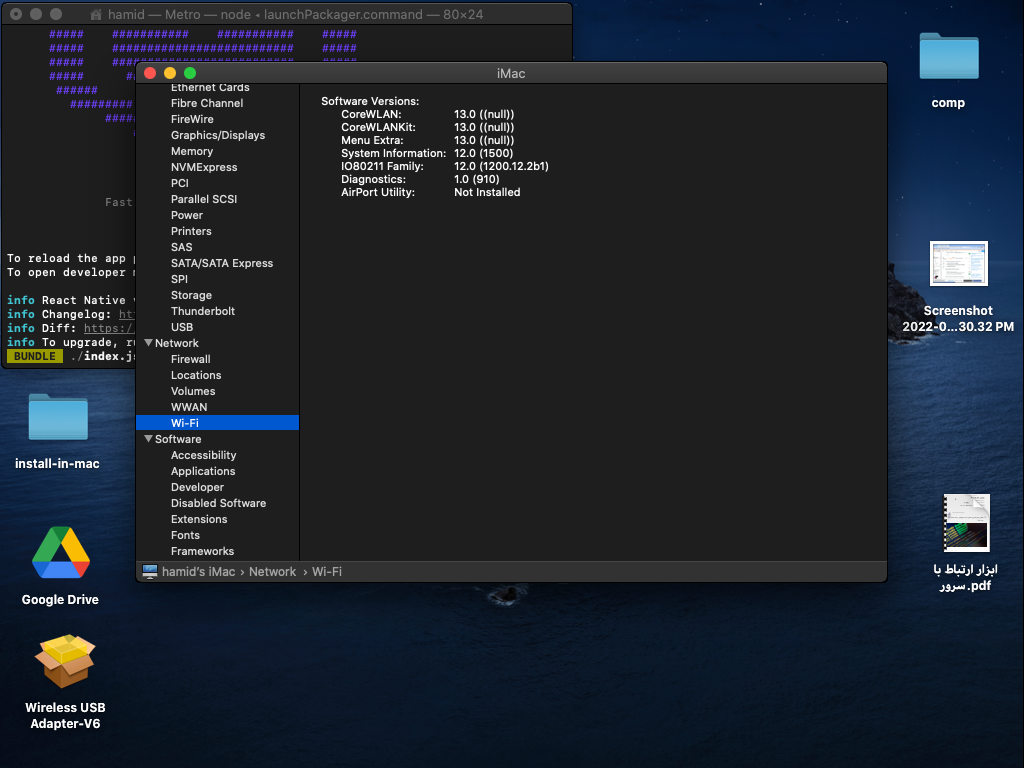 hamid — Metro — node ◂ launchPackager.command — 80×24
##### ########### ########### #####
##### ########################## #####
##### ########################## #####
#####
######
#########
####
Fast
To reload the app
To open developer
info React Native
info Changelog: ht
info Diff: https:/
info To upgrade, ru
BUNDLE ./index.js
iMac
Ethernet Cards
Fibre Channel
FireWire
Graphics/Displays
Memory
NVMExpress
PCI
Parallel SCSI
Power
Printers
SAS
SATA/SATA Express
SPI
Storage
Thunderbolt
USB
Network
Firewall
Locations
Volumes
WWAN
Wi-Fi
Software
Accessibility
Applications
Developer
Disabled Software
Extensions
Fonts
Frameworks
Software Versions:
CoreWLAN: 13.0 ((null))
CoreWLANKit: 13.0 ((null))
Menu Extra: 13.0 ((null))
System Information: 12.0 (1500)
IO80211 Family: 12.0 (1200.12.2b1)
Diagnostics: 1.0 (910)
AirPort Utility: Not Installed
hamid's iMac › Network › Wi-Fi
comp
Screenshot
2022-0...30.32 PM
ابزار ارتباط با
سرور.pdf
install-in-mac
Google Drive
Wireless USB
Adapter-V6